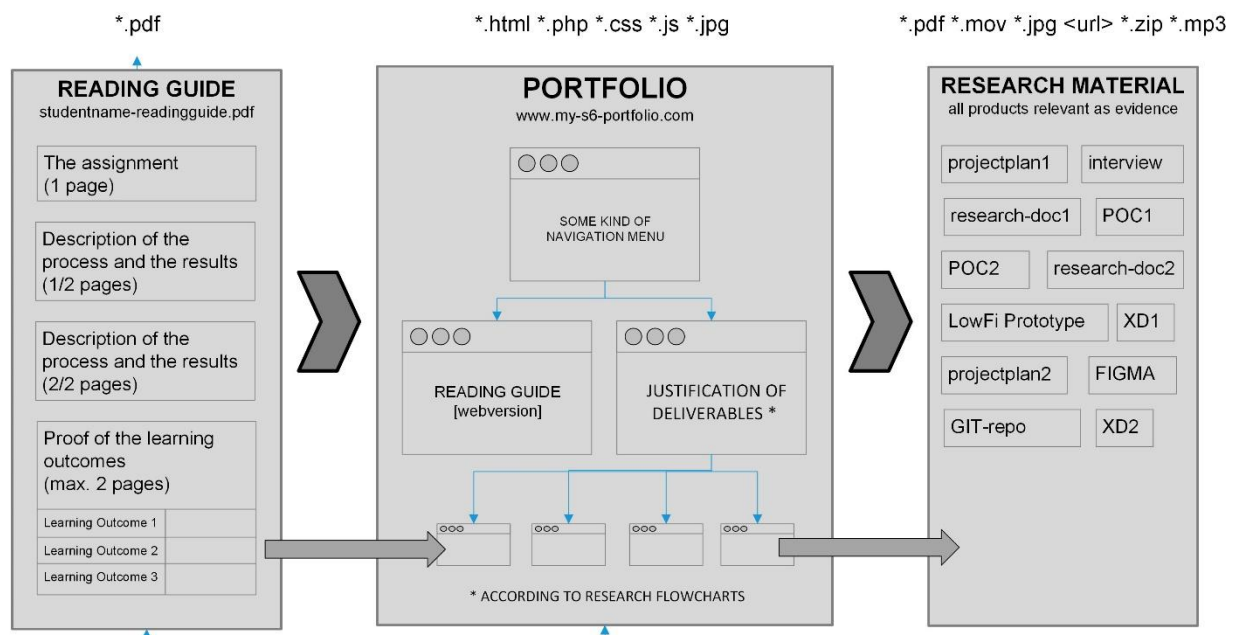 *.pdf
READING GUIDE
studentname-readingguide.pdf
The assignment
(1 page)
Description of the
process and the results
(1/2 pages)
Description of the
process and the results
(2/2 pages)
Proof of the learning
outcomes
(max. 2 pages)
Learning Outcome 1
Learning Outcome 2
Learning Outcome 3
*.html *.php *.css *.js *.jpg
PORTFOLIO
www.my-s6-portfolio.com
SOME KIND OF
NAVIGATION MENU
READING GUIDE
[webversion]
JUSTIFICATION OF
DELIVERABLES *
* ACCORDING TO RESEARCH FLOWCHARTS
*.pdf *.mov *.jpg <url> *.zip *.mp3
RESEARCH MATERIAL
all products relevant as evidence
projectplan1 interview
research-doc1 POC1
POC2 research-doc2
LowFi Prototype XD1
projectplan2 FIGMA
GIT-repo XD2